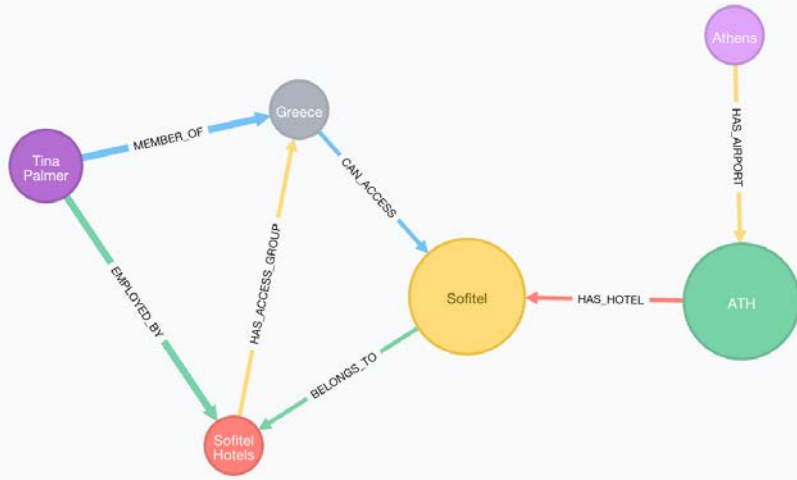 Athens
Greece
HAS_AIRPORT
MEMBER_OF
Tina
Palmer
CAN_ACCESS
HAS_ACCESS_GROUP
EMPLOYED_BY
Sofitel
HAS_HOTEL
ATH
BELONGS_TO
Sofitel
Hotels